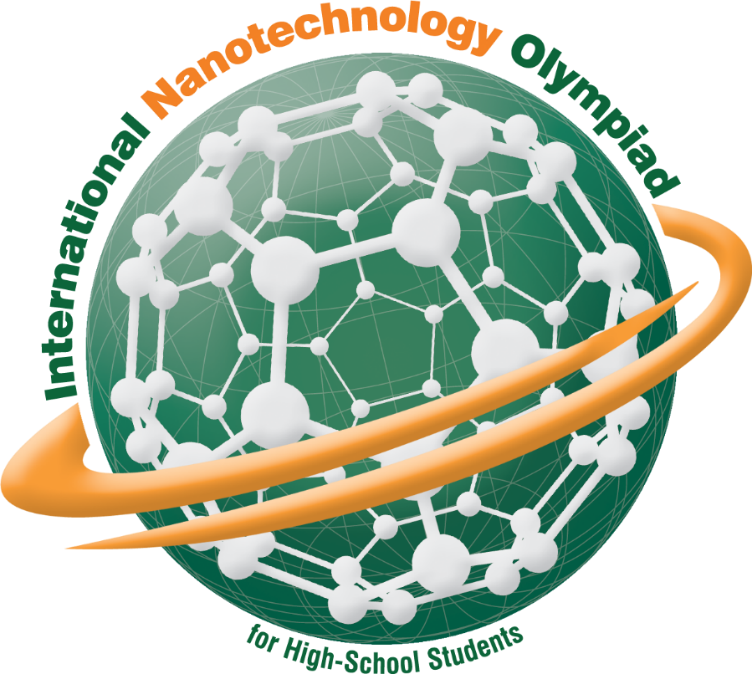 International Nanotechnology Olympiad
for High-School Students